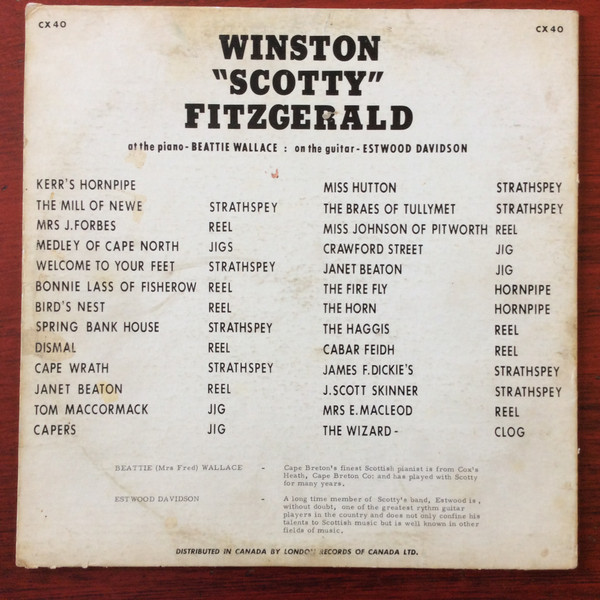 CX 40
CX 40
WINSTON
"SCOTTY"
FITZGERALD
at the piano - BEATTIE WALLACE : on the guitar - ESTWOOD DAVIDSON
KERR'S HORNPIPE
THE MILL OF NEWE STRATHSPEY
MRS J.FORBES REEL
MEDLEY OF CAPE NORTH JIGS
WELCOME TO YOUR FEET STRATHSPEY
BONNIE LASS OF FISHEROW REEL
BIRD'S NEST REEL
SPRING BANK HOUSE STRATHSPEY
DISMAL REEL
CAPE WRATH STRATHSPEY
JANET BEATON REEL
TOM MACCORMACK JIG
CAPERS JIG
MISS HUTTON STRATHSPEY
THE BRAES OF TULLYMET STRATHSPEY
MISS JOHNSON OF PITWORTH REEL
CRAWFORD STREET JIG
JANET BEATON JIG
THE FIRE FLY HORNPIPE
THE HORN HORNPIPE
THE HAGGIS REEL
CABAR FEIDH REEL
JAMES F.DICKIE'S STRATHSPEY
J.SCOTT SKINNER STRATHSPEY
MRS E.MACLEOD REEL
THE WIZARD - CLOG
BEATTIE (Mrs Fred) WALLACE - Cape Breton's finest Scottish pianist is from Cox's
Heath, Cape Breton Co: and has played with Scotty
for many years.
ESTWOOD DAVIDSON - A long time member of Scotty's band, Estwood is,
without doubt, one of the greatest rythm guitar
players in the country and does not only confine his
talents to Scottish music but is well known in other
fields of music.
DISTRIBUTED IN CANADA BY LONDON RECORDS OF CANADA LTD.